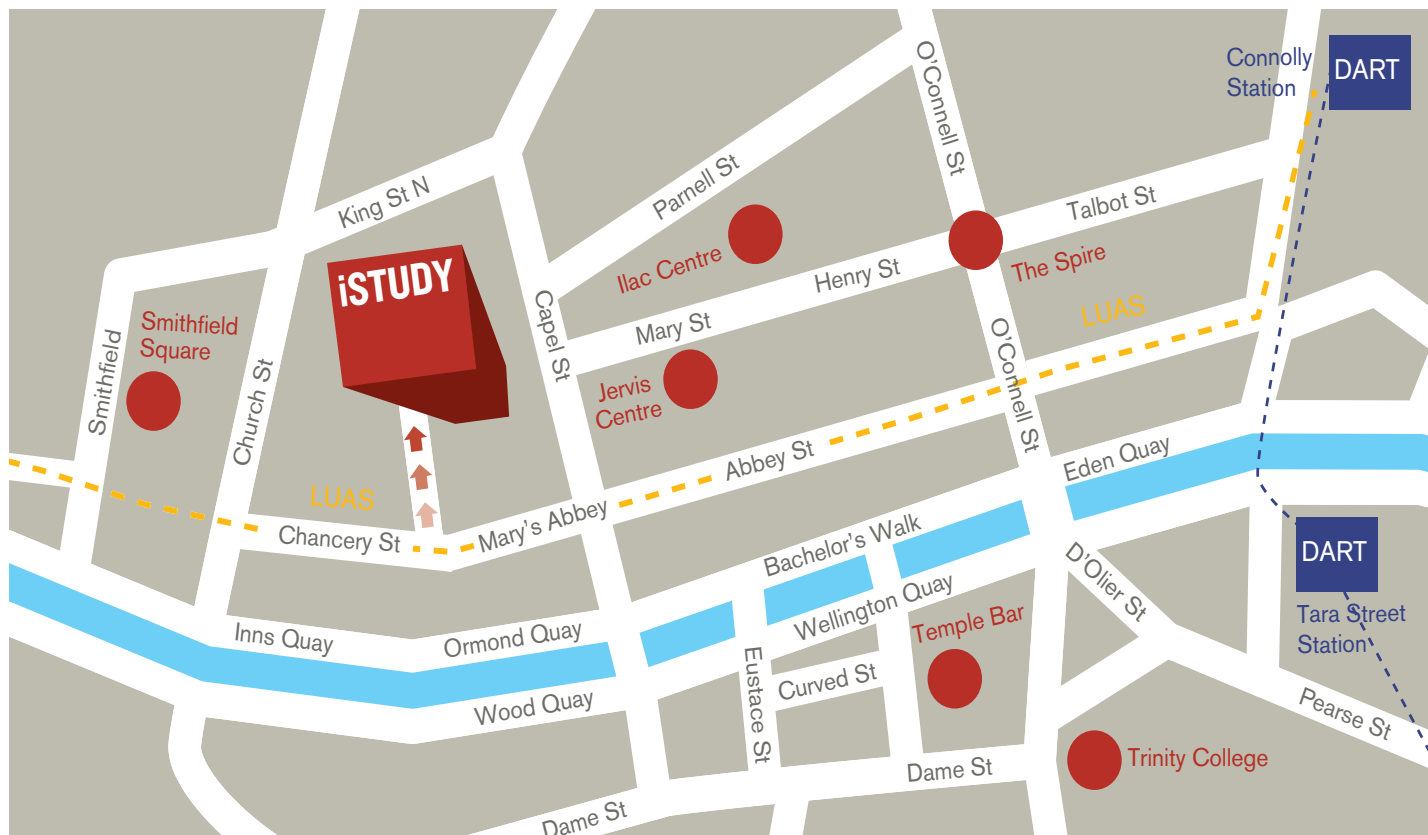 O'Connell St
Connolly
Station
DART
Parnell St
King St N
Talbot St
Ilac Centre
The Spire
Henry St
iSTUDY
Capel St
Mary St
LUAS
Smithfield
Square
Smithfield
Church St
Jervis
Centre
O'Connell St
Abbey St
Eden Quay
LUAS
Chancery St
Mary's Abbey
Bachelor's Walk
DART
D'Olier St
Wellington Quay
Tara Street
Station
Temple Bar
Inns Quay
Ormond Quay
Eustace St
Curved St
Wood Quay
Pearse St
Trinity College
Dame St
Dame St